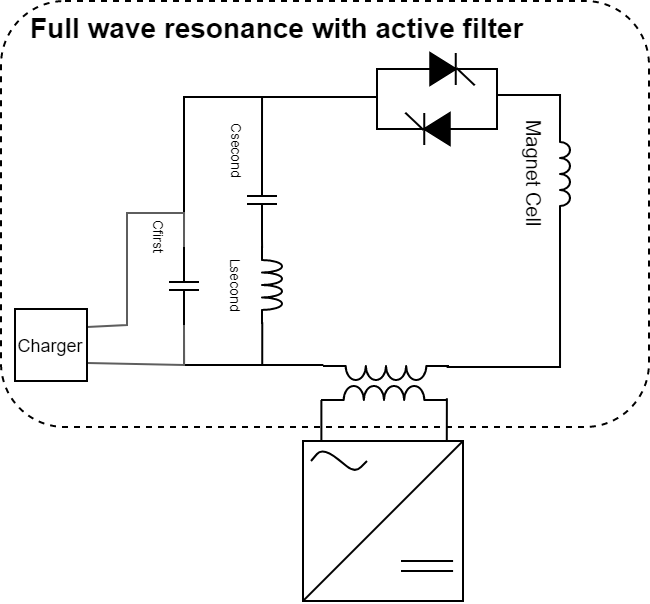 Full wave resonance with active filter
Csecond
Magnet Cell
Cfirst
Lsecond
Charger